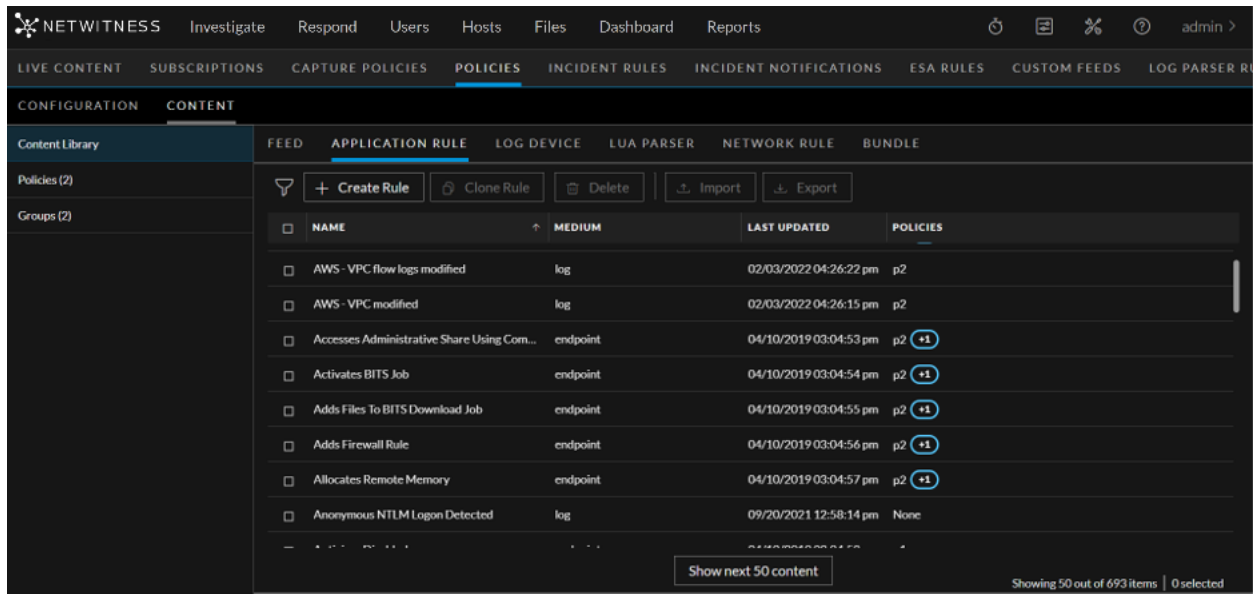 NETWITNESS Investigate Respond Users Hosts Files Dashboard Reports admin >
LIVE CONTENT SUBSCRIPTIONS CAPTURE POLICIES POLICIES INCIDENT RULES INCIDENT NOTIFICATIONS ESA RULES CUSTOM FEEDS LOG PARSER RU
CONFIGURATION CONTENT
Content Library
Policies (2)
Groups (2)
FEED APPLICATION RULE LOG DEVICE LUA PARSER NETWORK RULE BUNDLE
+ Create Rule Clone Rule Delete Import Export
NAME ↑ MEDIUM LAST UPDATED POLICIES
AWS - VPC flow logs modified log 02/03/2022 04:26:22 pm p2
AWS - VPC modified log 02/03/2022 04:26:15 pm p2
Accesses Administrative Share Using Com... endpoint 04/10/2019 03:04:53 pm p2 +1
Activates BITS Job endpoint 04/10/2019 03:04:54 pm p2 +1
Adds Files To BITS Download Job endpoint 04/10/2019 03:04:55 pm p2 +1
Adds Firewall Rule endpoint 04/10/2019 03:04:56 pm p2 +1
Allocates Remote Memory endpoint 04/10/2019 03:04:57 pm p2 +1
Anonymous NTLM Logon Detected log 09/20/2021 12:58:14 pm None
Show next 50 content
Showing 50 out of 693 items | 0 selected